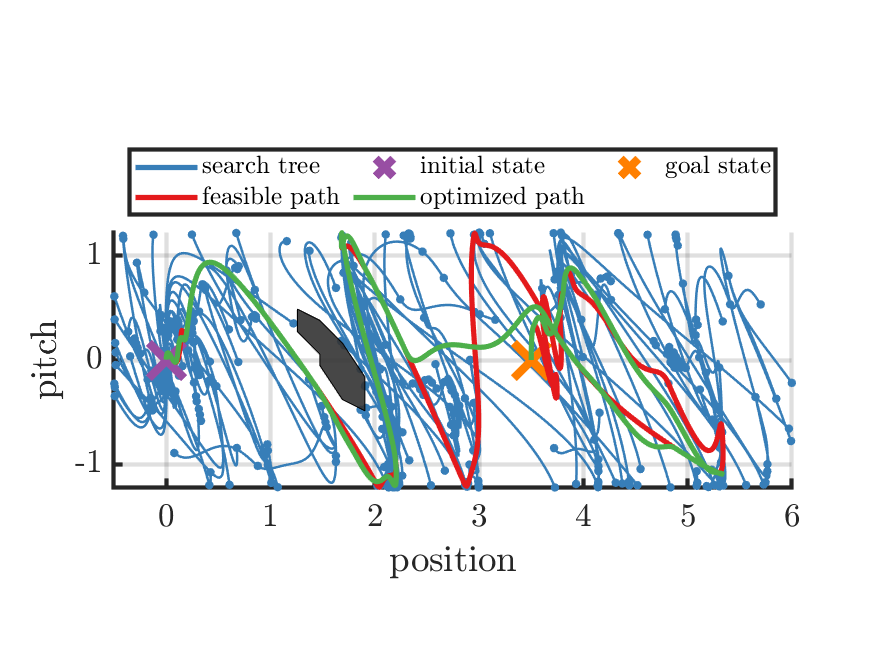 search tree initial state goal state
feasible path optimized path
pitch
1
0
-1
0 1 2 3 4 5 6
position